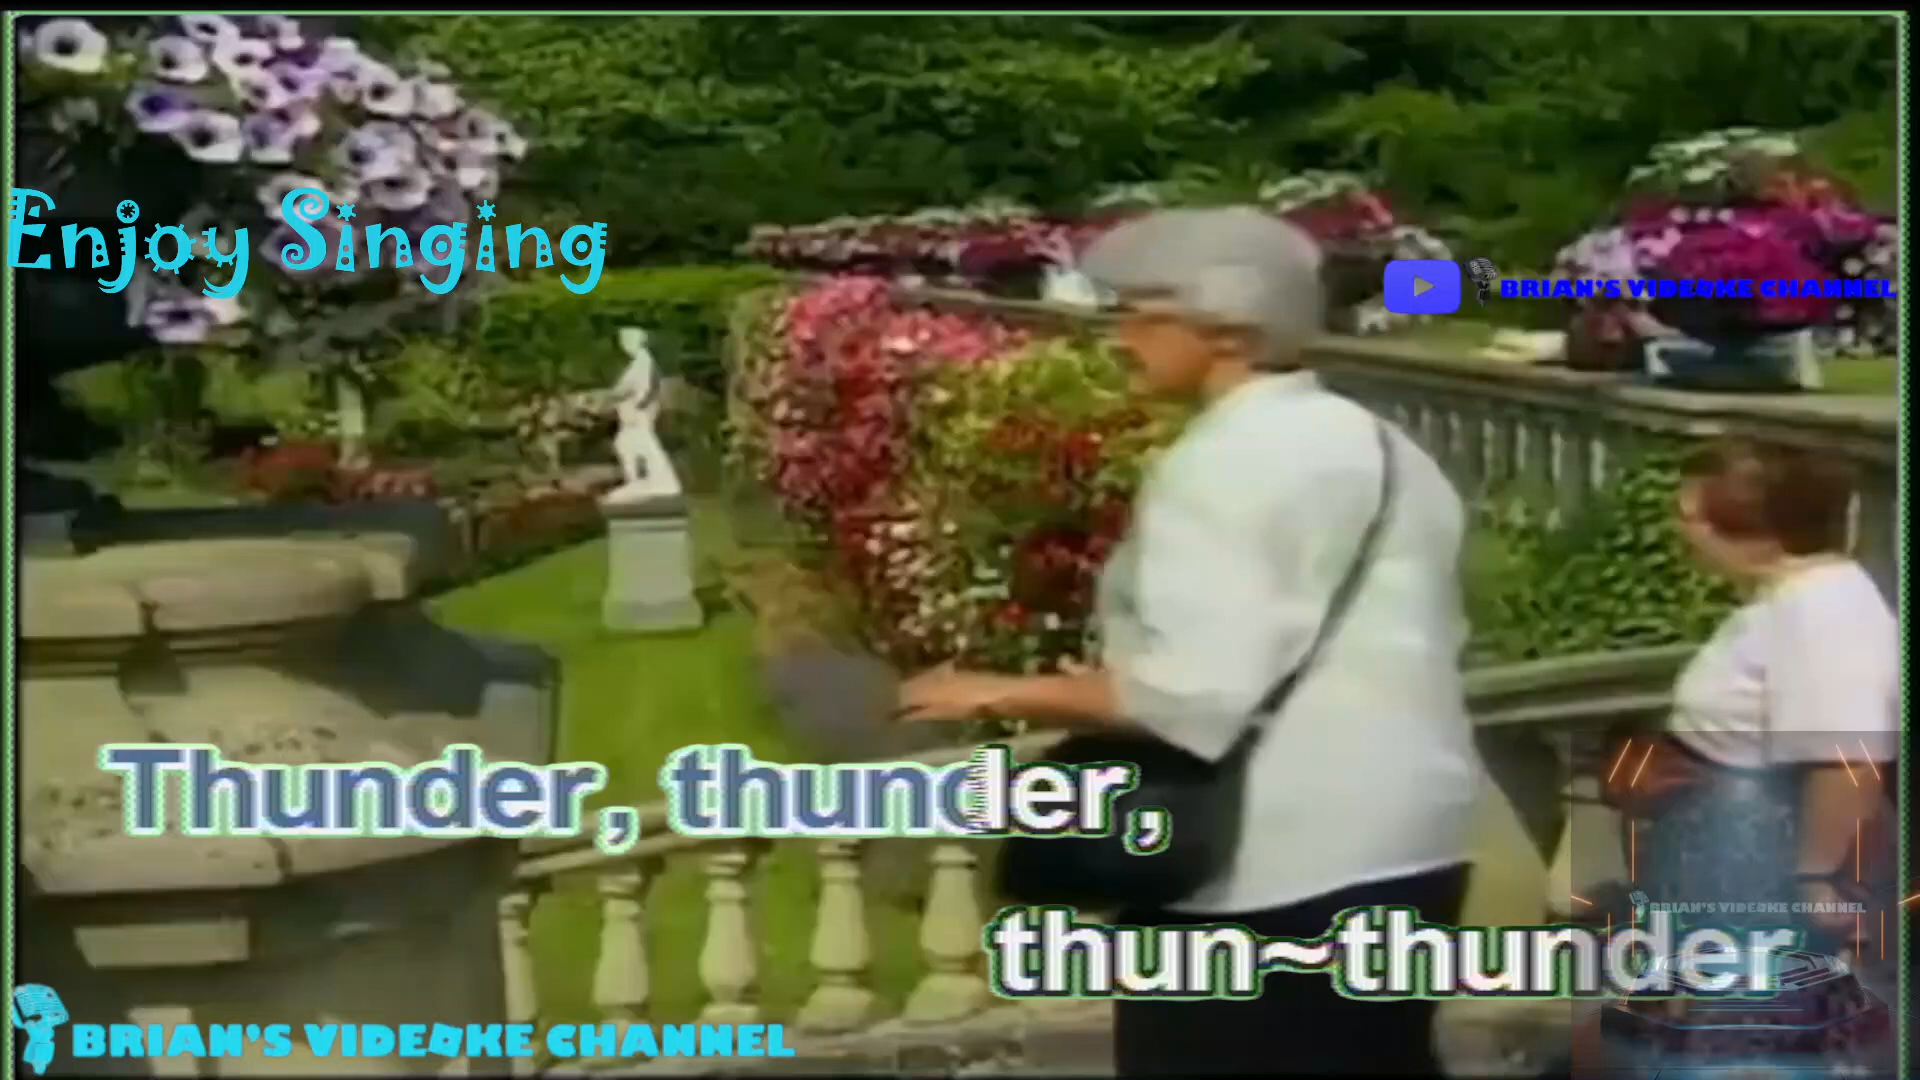 Enjoy Singing
BRIAN'S VIDEOKE CHANNEL
Thunder, thunder,
BRIAN'S VIDEOKE CHANNEL
thun~thunder
BRIAN'S VIDEOKE CHANNEL